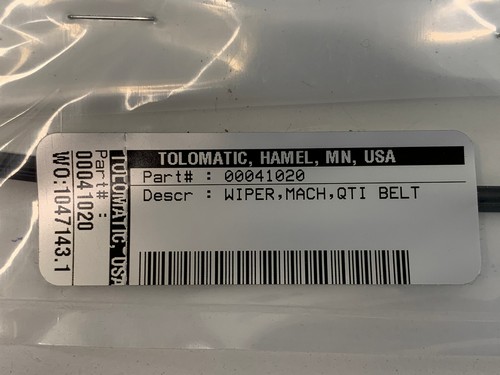 TOLOMATIC, HAMEL, MN, USA
Part# : 00041020
Descr : WIPER,MACH,QTI BELT
TOLOMATIC, USA
Part# :
00041020
WO:1047143.1